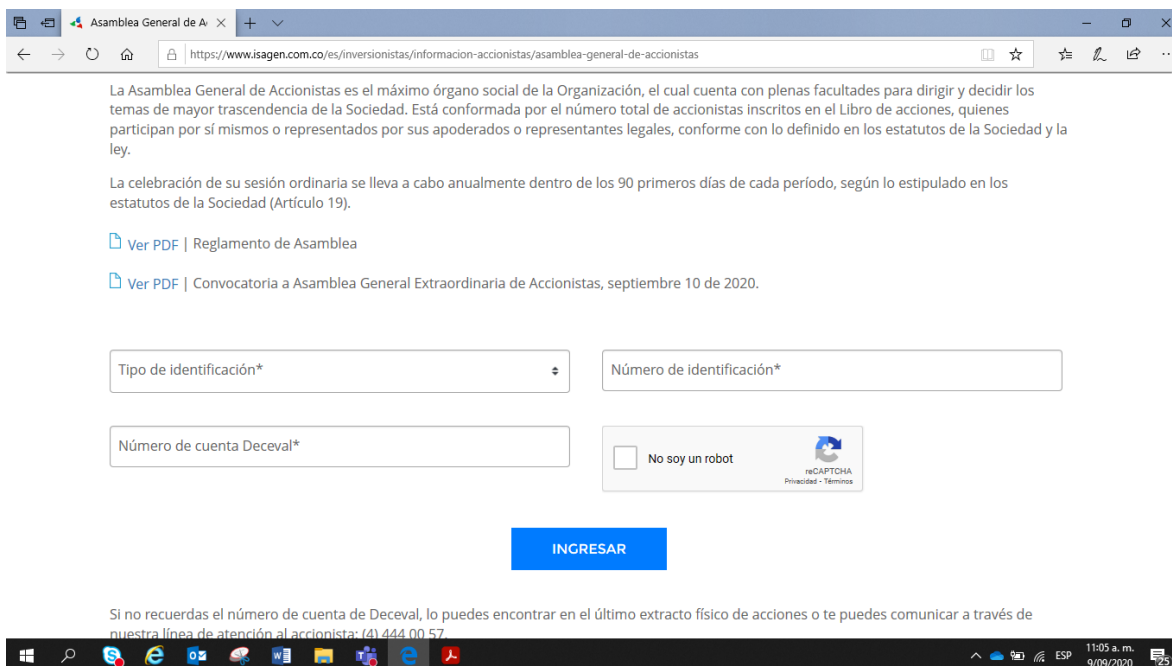 Asamblea General de A
https://www.isagen.com.co/es/inversionistas/informacion-accionistas/asamblea-general-de-accionistas
La Asamblea General de Accionistas es el máximo órgano social de la Organización, el cual cuenta con plenas facultades para dirigir y decidir los
temas de mayor trascendencia de la Sociedad. Está conformada por el número total de accionistas inscritos en el Libro de acciones, quienes
participan por sí mismos o representados por sus apoderados o representantes legales, conforme con lo definido en los estatutos de la Sociedad y la
ley.
La celebración de su sesión ordinaria se lleva a cabo anualmente dentro de los 90 primeros días de cada período, según lo estipulado en los
estatutos de la Sociedad (Artículo 19).
Ver PDF | Reglamento de Asamblea
Ver PDF | Convocatoria a Asamblea General Extraordinaria de Accionistas, septiembre 10 de 2020.
Tipo de identificación*
Número de identificación*
Número de cuenta Deceval*
No soy un robot
reCAPTCHA
Privacidad - Términos
INGRESAR
Si no recuerdas el número de cuenta de Deceval, lo puedes encontrar en el último extracto físico de acciones o te puedes comunicar a través de
nuestra línea de atención al accionista: (4) 444 00 57.
ESP
11:05 a. m.
9/09/2020
25